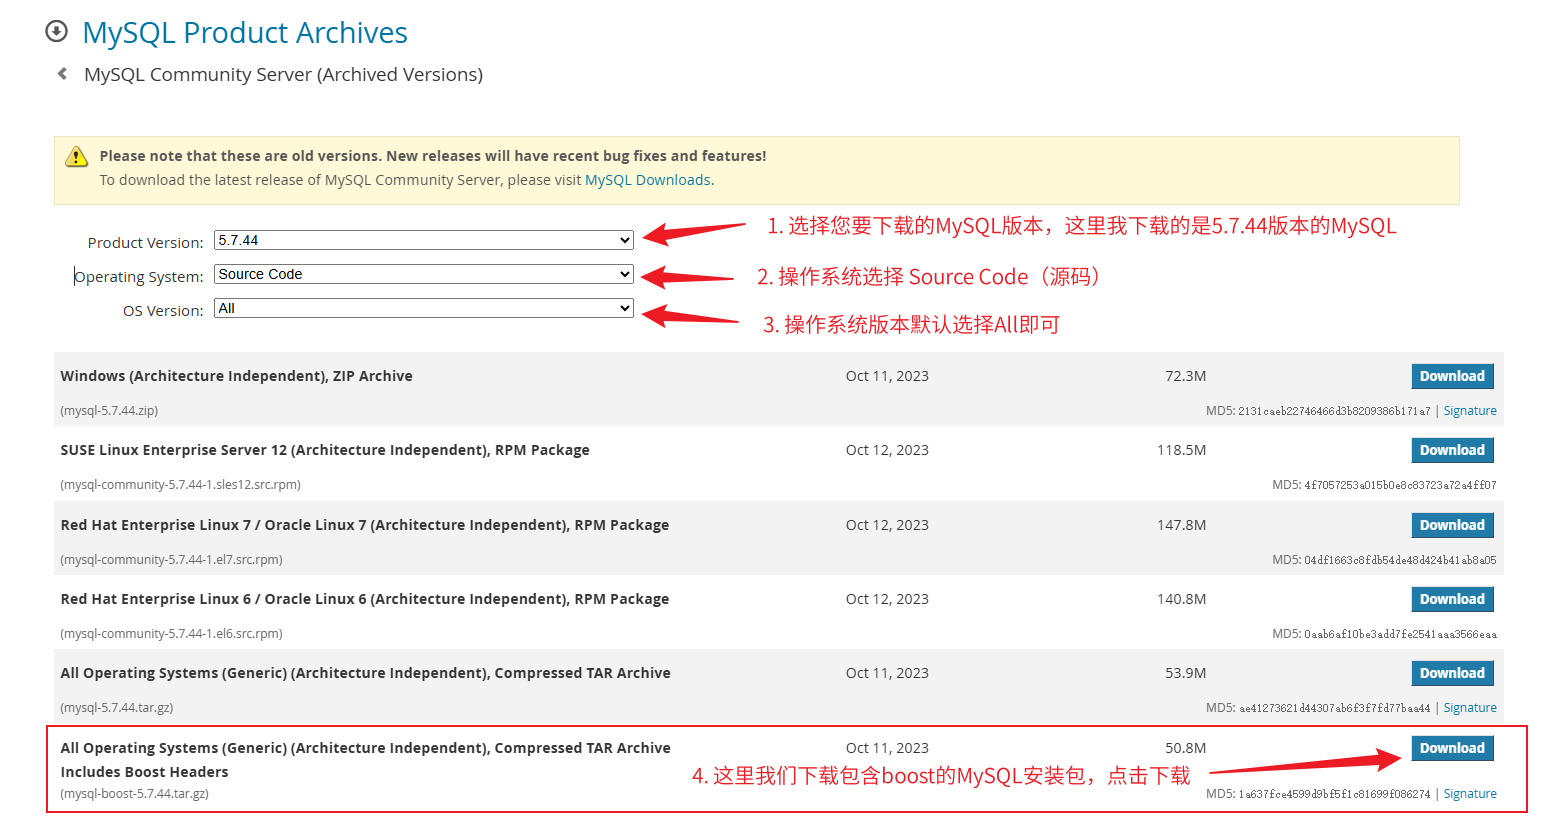 MySQL Product Archives
MySQL Community Server (Archived Versions)
Please note that these are old versions. New releases will have recent bug fixes and features!
To download the latest release of MySQL Community Server, please visit MySQL Downloads.
Product Version: 5.7.44
1. 选择您要下载的MySQL版本，这里我下载的是5.7.44版本的MySQL
Operating System: Source Code
2. 操作系统选择 Source Code（源码）
OS Version: All
3. 操作系统版本默认选择All即可
Windows (Architecture Independent), ZIP Archive Oct 11, 2023 72.3M Download
(mysql-5.7.44.zip) MD5: 2131caeb22746466d3b8209386b171a7 | Signature
SUSE Linux Enterprise Server 12 (Architecture Independent), RPM Package Oct 12, 2023 118.5M Download
(mysql-community-5.7.44-1.sles12.src.rpm) MD5: 4f7057253a015b0e8c83723a72a4ff07
Red Hat Enterprise Linux 7 / Oracle Linux 7 (Architecture Independent), RPM Package Oct 12, 2023 147.8M Download
(mysql-community-5.7.44-1.el7.src.rpm) MD5: 04df1663c8fdb54de48d424b41ab8a05
Red Hat Enterprise Linux 6 / Oracle Linux 6 (Architecture Independent), RPM Package Oct 12, 2023 140.8M Download
(mysql-community-5.7.44-1.el6.src.rpm) MD5: 0aab6af10be3add7fe2541aaa3566eaa
All Operating Systems (Generic) (Architecture Independent), Compressed TAR Archive Oct 11, 2023 53.9M Download
(mysql-5.7.44.tar.gz) MD5: ae41273621d44307ab6f3f7fd77baa44 | Signature
All Operating Systems (Generic) (Architecture Independent), Compressed TAR Archive Oct 11, 2023 50.8M Download
Includes Boost Headers
4. 这里我们下载包含boost的MySQL安装包，点击下载
(mysql-boost-5.7.44.tar.gz) MD5: 1a637fce4599d9bf5f1c81699f086274 | Signature